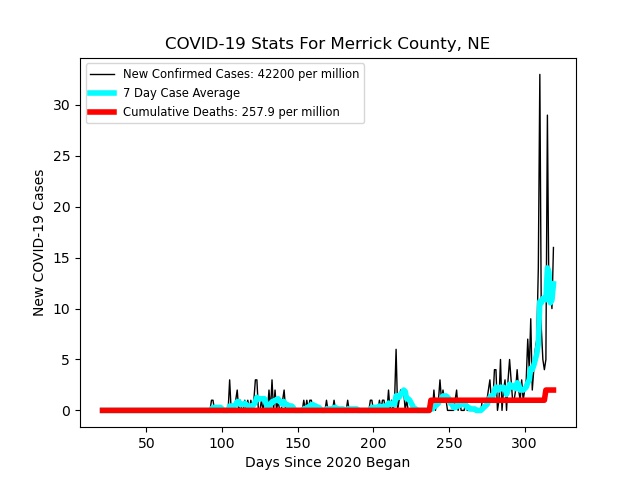 COVID-19 Stats For Merrick County, NE
New Confirmed Cases: 42200 per million
7 Day Case Average
Cumulative Deaths: 257.9 per million
New COVID-19 Cases
30
25
20
15
10
5
0
50 100 150 200 250 300
Days Since 2020 Began